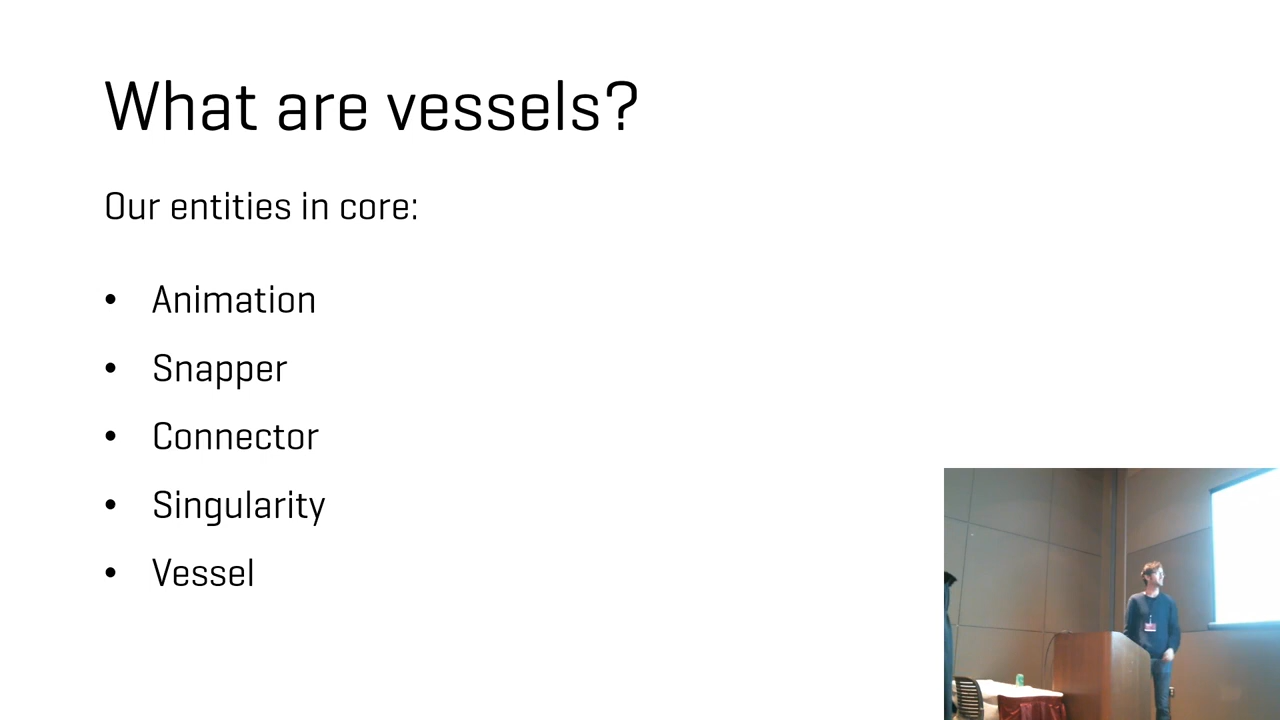 What are vessels?
Our entities in core:
• Animation
• Snapper
• Connector
• Singularity
• Vessel